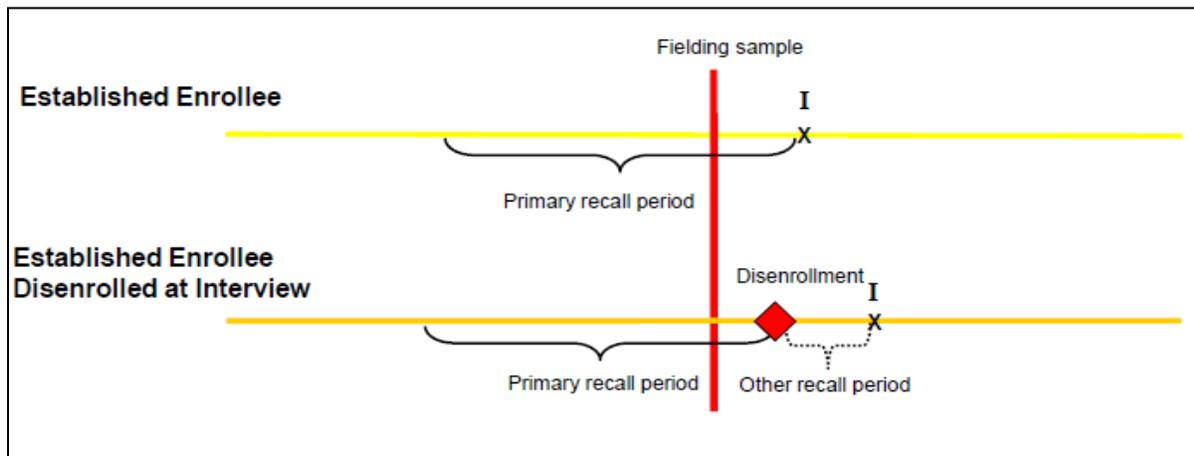 Fielding sample
Established Enrollee
I
X
Primary recall period
Established Enrollee
Disenrolled at Interview
Disenrollment
I
X
Primary recall period
Other recall period